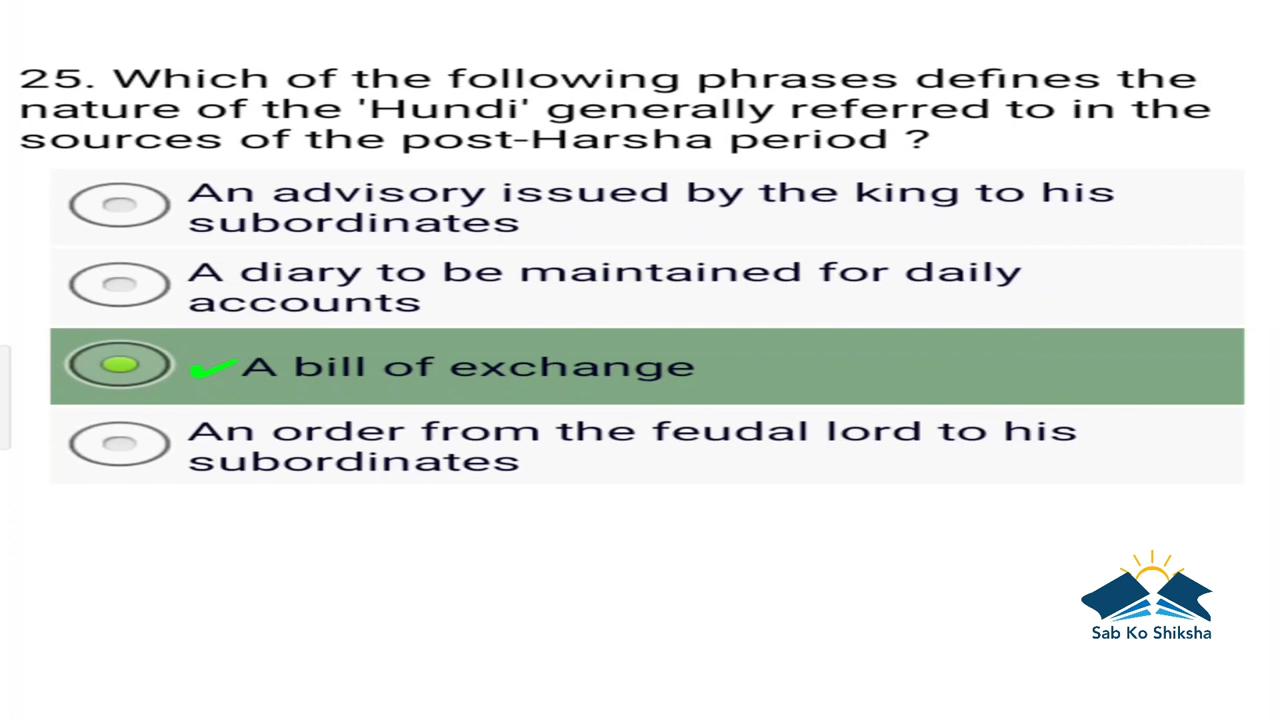 25. Which of the following phrases defines the
nature of the 'Hundi' generally referred to in the
sources of the post-Harsha period ?
An advisory issued by the king to his
subordinates
A diary to be maintained for daily
accounts
A bill of exchange
An order from the feudal lord to his
subordinates
Sab Ko Shiksha